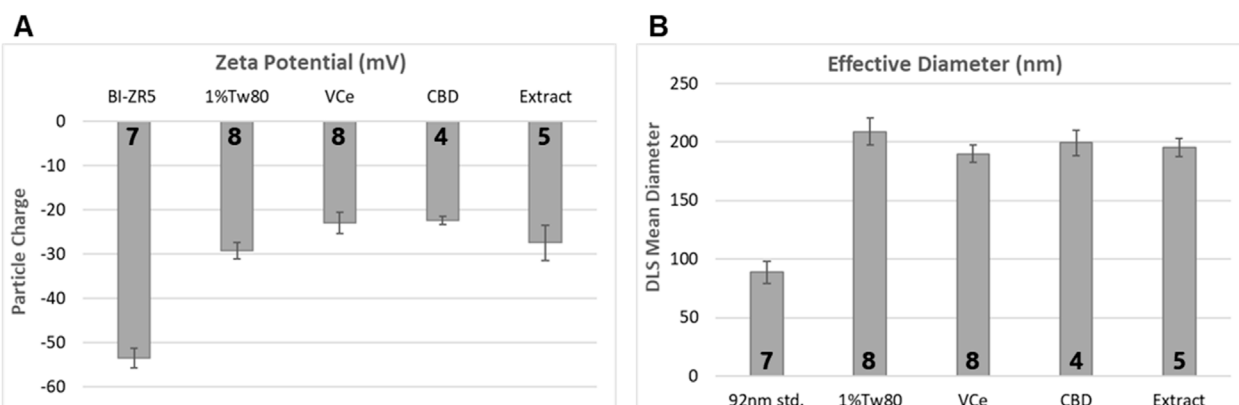 A
Zeta Potential (mV)
BI-ZR5 1%Tw80 VCe CBD Extract
0
-10
-20
-30
-40
-50
-60
Particle Charge
7 8 8 4 5
B
Effective Diameter (nm)
250
200
150
100
50
0
DLS Mean Diameter
7 8 8 4 5
92nm std. 1%Tw80 VCe CBD Extract